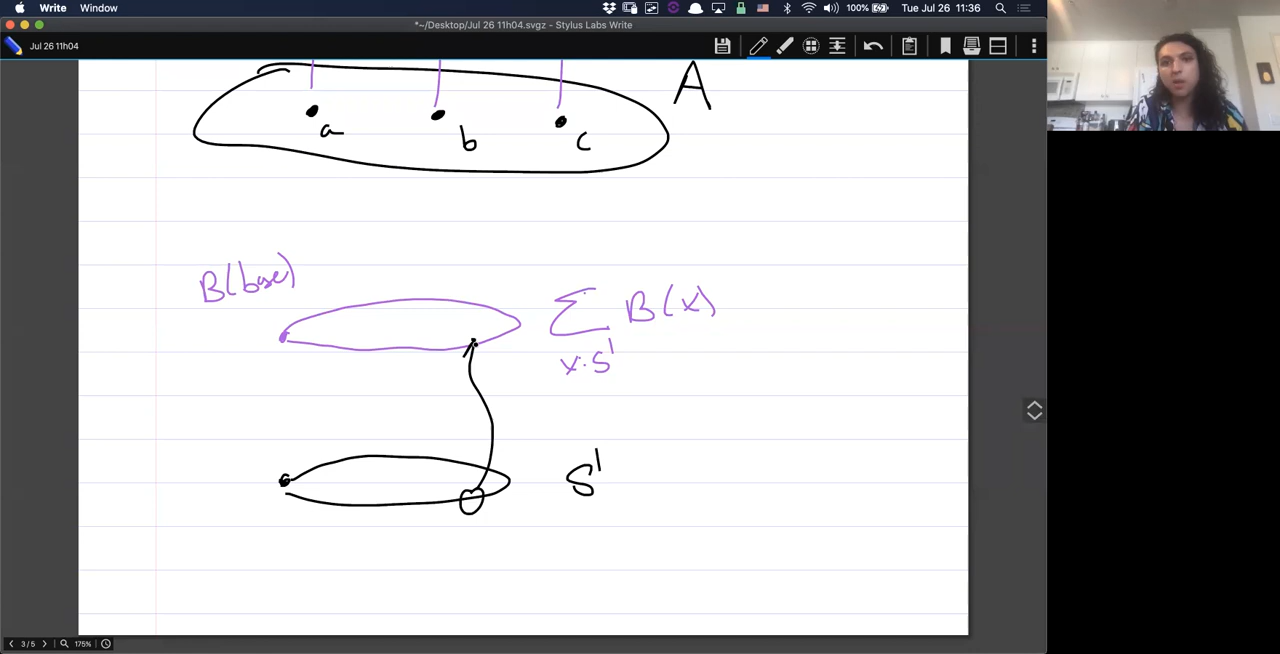 Write Window 100% Tue Jul 26 11:36
*~/Desktop/Jul 26 11h04.svgz - Stylus Labs Write
Jul 26 11h04
A
a b c
B(base)
∑ B(x)
x:S¹
S¹
3/5 175%